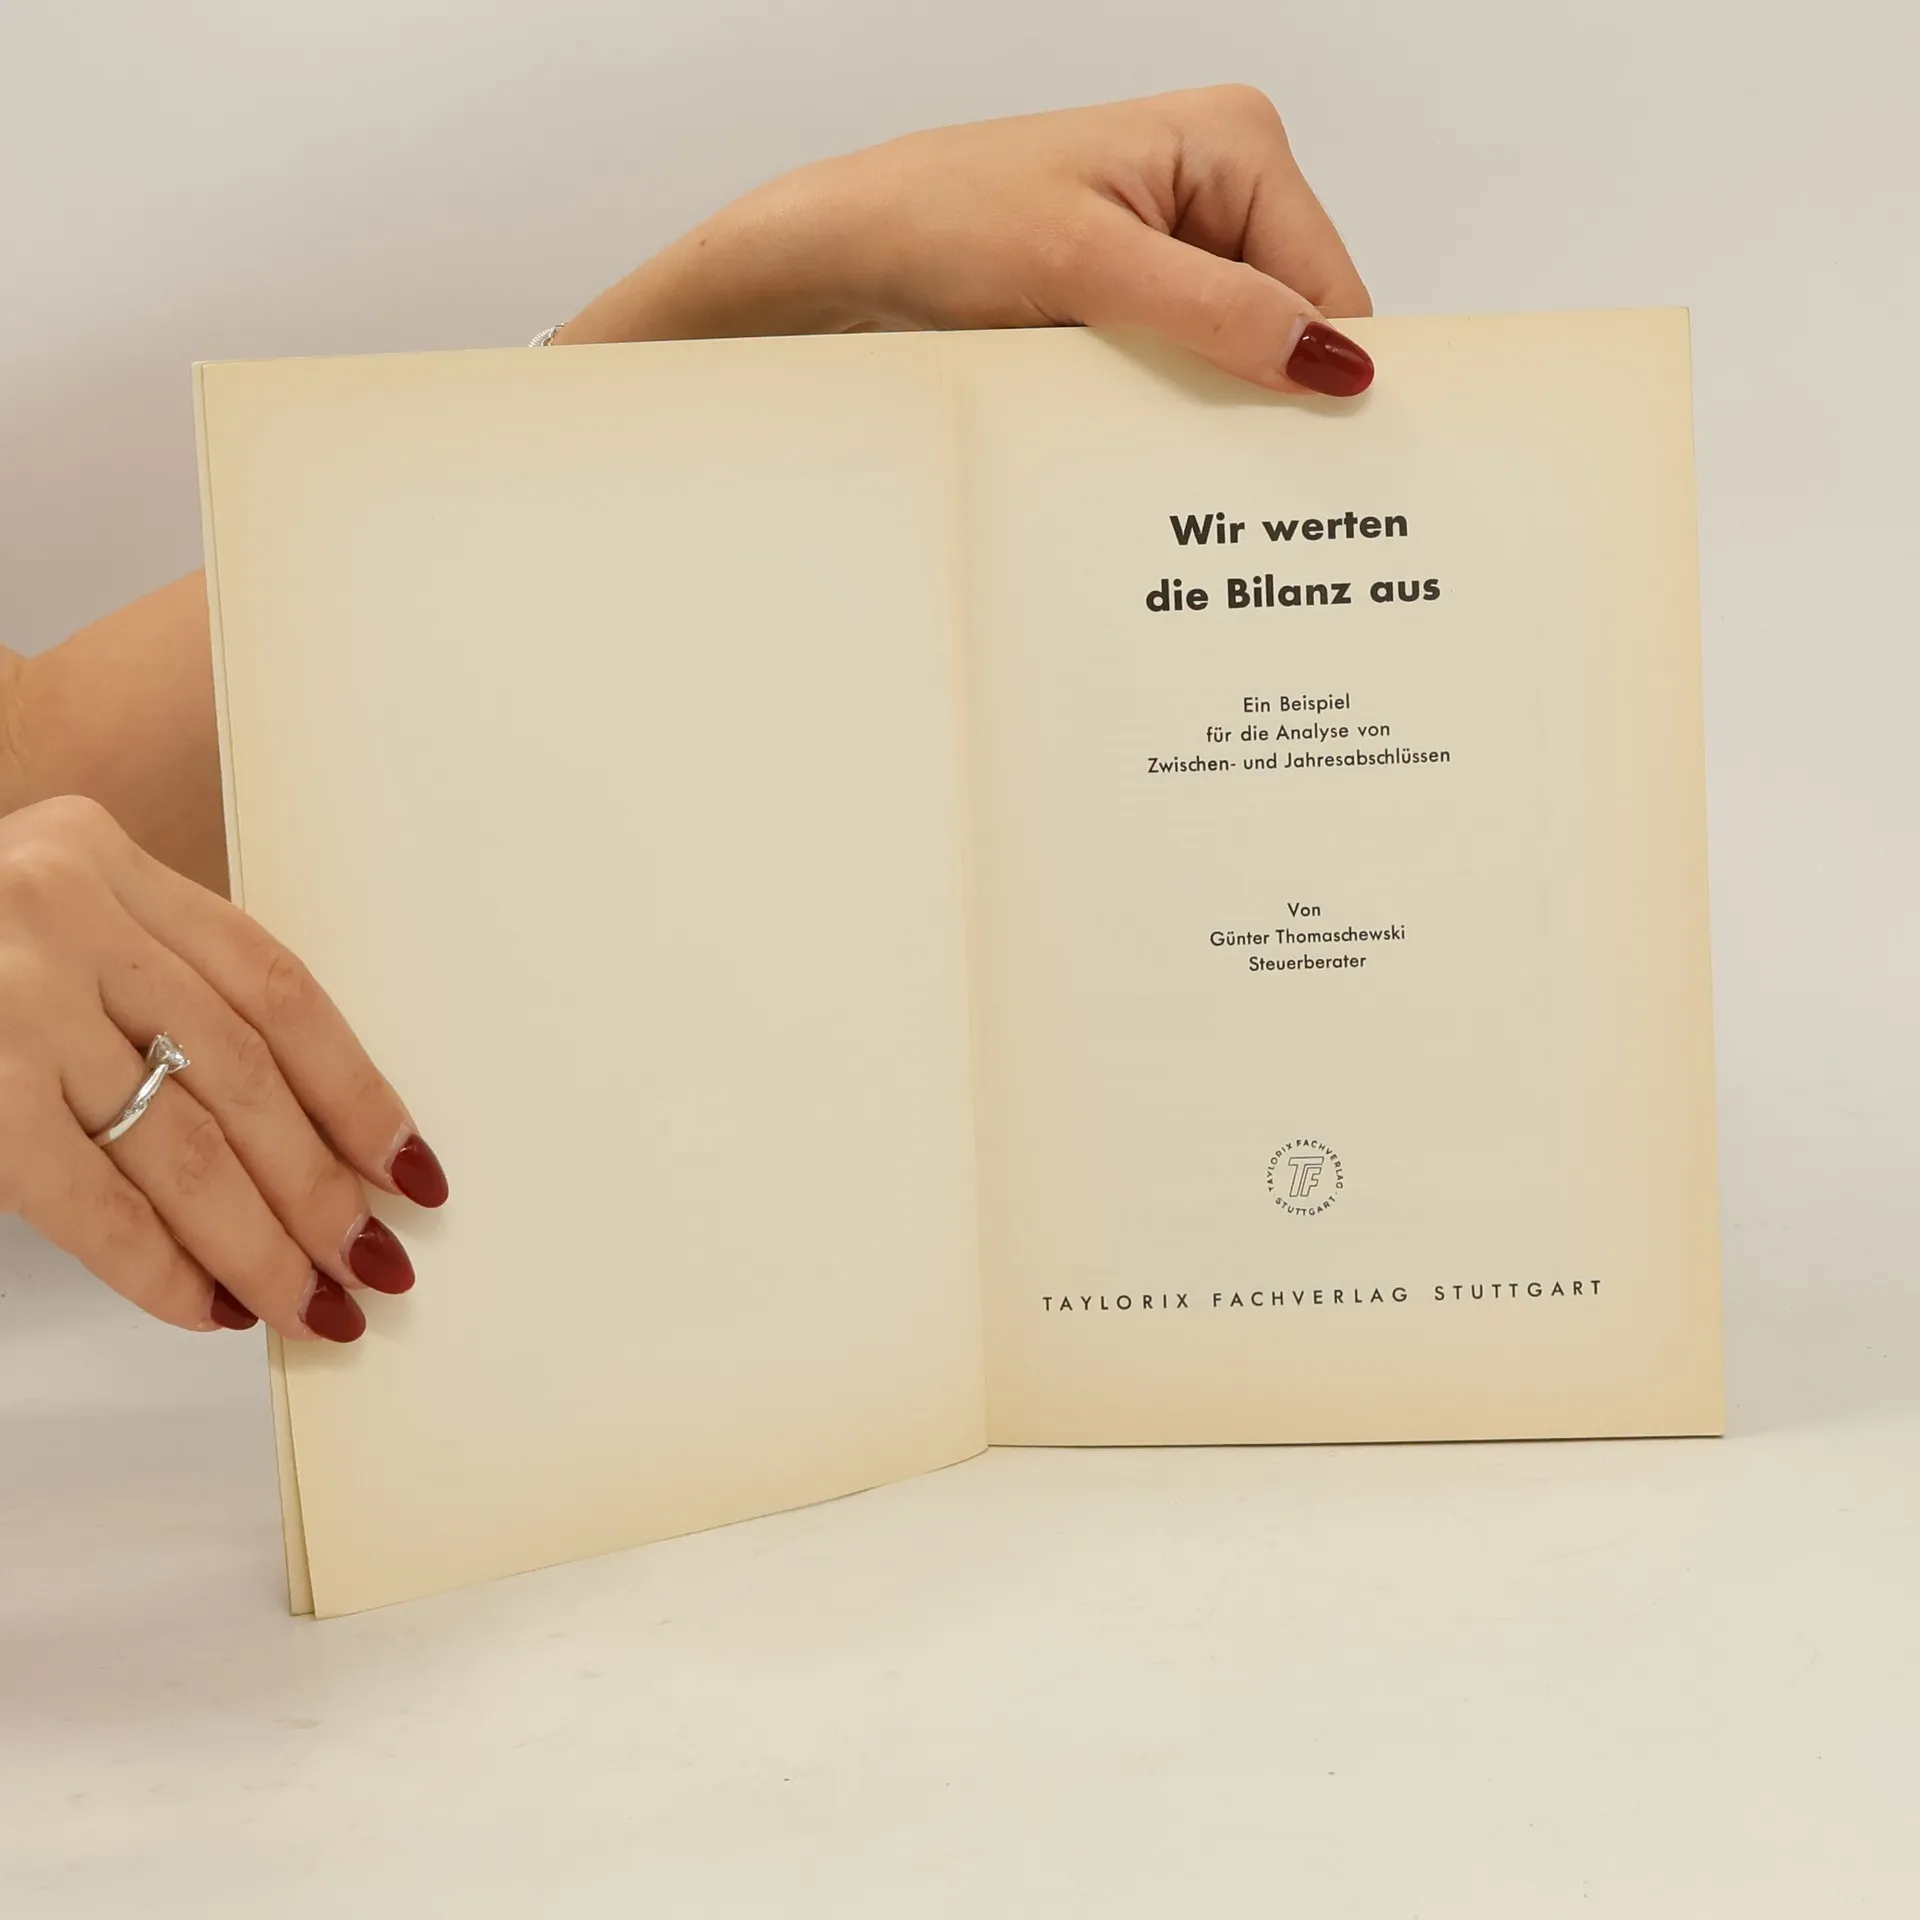 Wir werten
die Bilanz aus
Ein Beispiel
für die Analyse von
Zwischen- und Jahresabschlüssen
Von
Günter Thomaschewski
Steuerberater
TAYLORIX FACHVERLAG · STUTTGART ·
TF
TAYLORIX FACHVERLAG STUTTGART